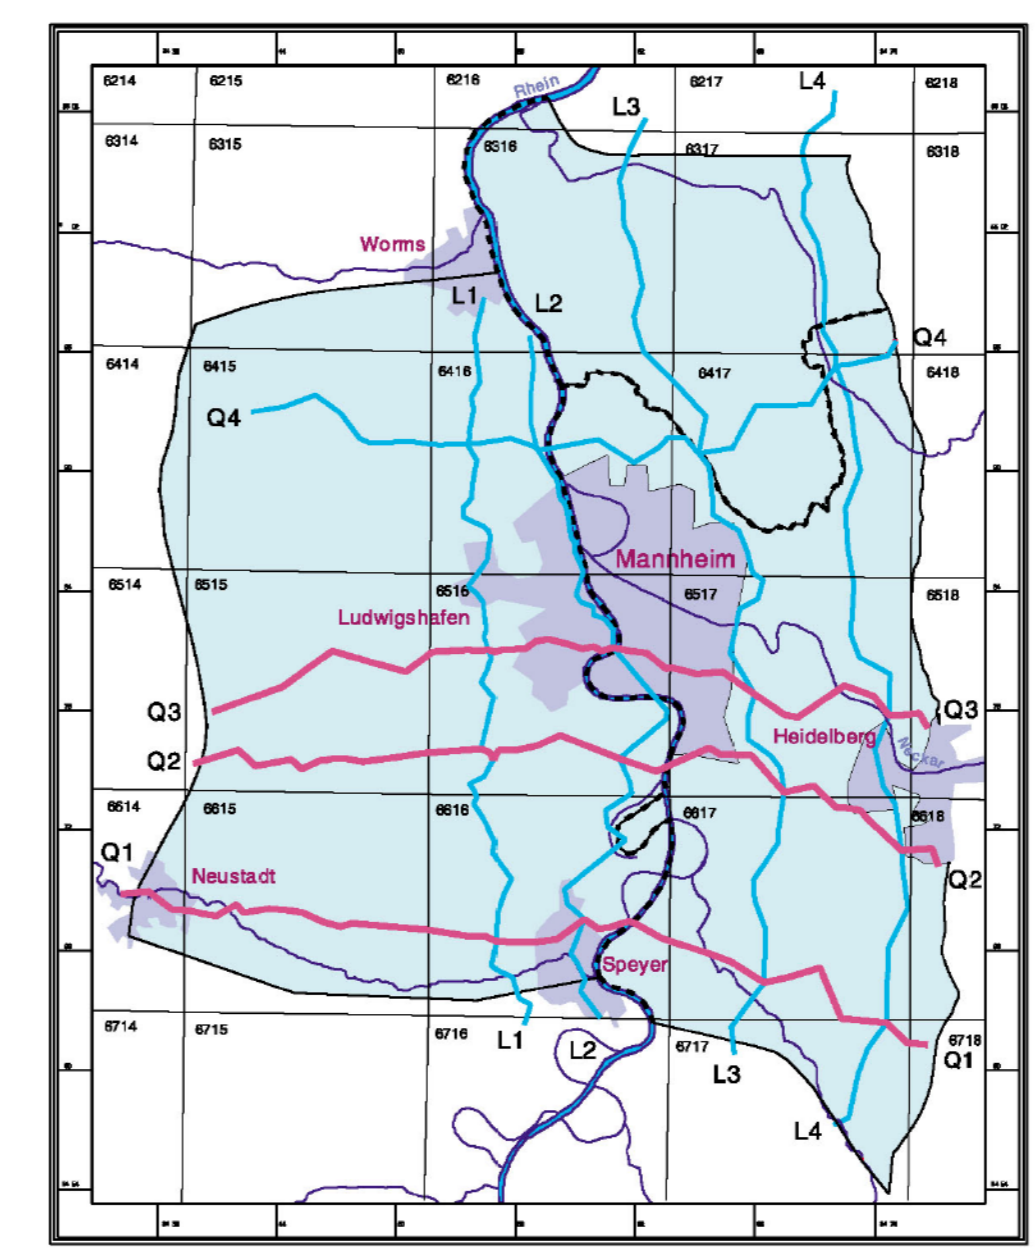 6214 6215 6216 6217 L4 6218
Rhein
L3
6314 6315 6316 6317 6318
Worms
L1 L2
Q4
6414 6415 6416 6417 6418
Q4
Mannheim
6514 6515 6516 6517 6518
Ludwigshafen
Q3 Q3
Heidelberg
Neckar
Q2
6614 6615 6616 6617 6618
Q1
Neustadt
Q2
Speyer
6714 6715 6716 6717 6718
L1 L2 L3 Q1
L4